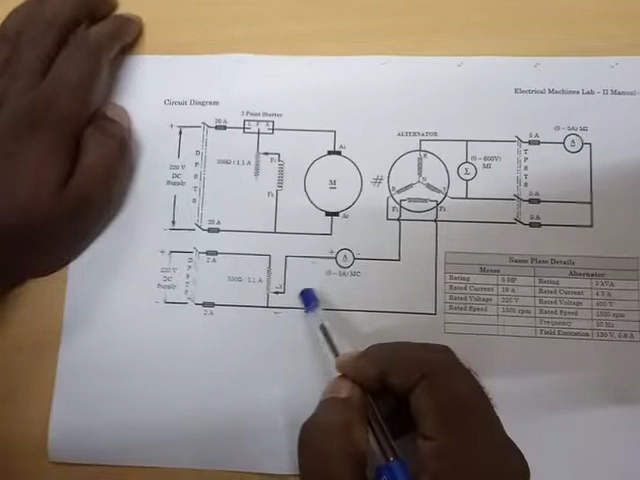 Electrical Machines Lab – II Manual
Circuit Diagram
3 Point Starter
20 A
L F A
+
220 V
DC
Supply
-
D
P
S
T
S
300Ω / 1.1 A
F1
F2
A1
M
A2
20 A
#
ALTERNATOR
R
N
Y
B
F1
F2
(0 – 600V)
MI
V
T
P
S
T
S
5 A
5 A
5 A
(0 – 5A) MI
A
+
220 V
DC
Supply
-
D
P
S
T
S
2 A
2 A
300Ω / 1.1 A
+
A
-
(0 – 2A) MC
Name Plate Details
Motor Alternator
Rating 5 HP Rating 3 kVA
Rated Current 19 A Rated Current 4.2 A
Rated Voltage 220 V Rated Voltage 400 V
Rated Speed 1500 rpm Rated Speed 1500 rpm
Frequency 50 Hz
Field Excitation 130 V, 0.8 A